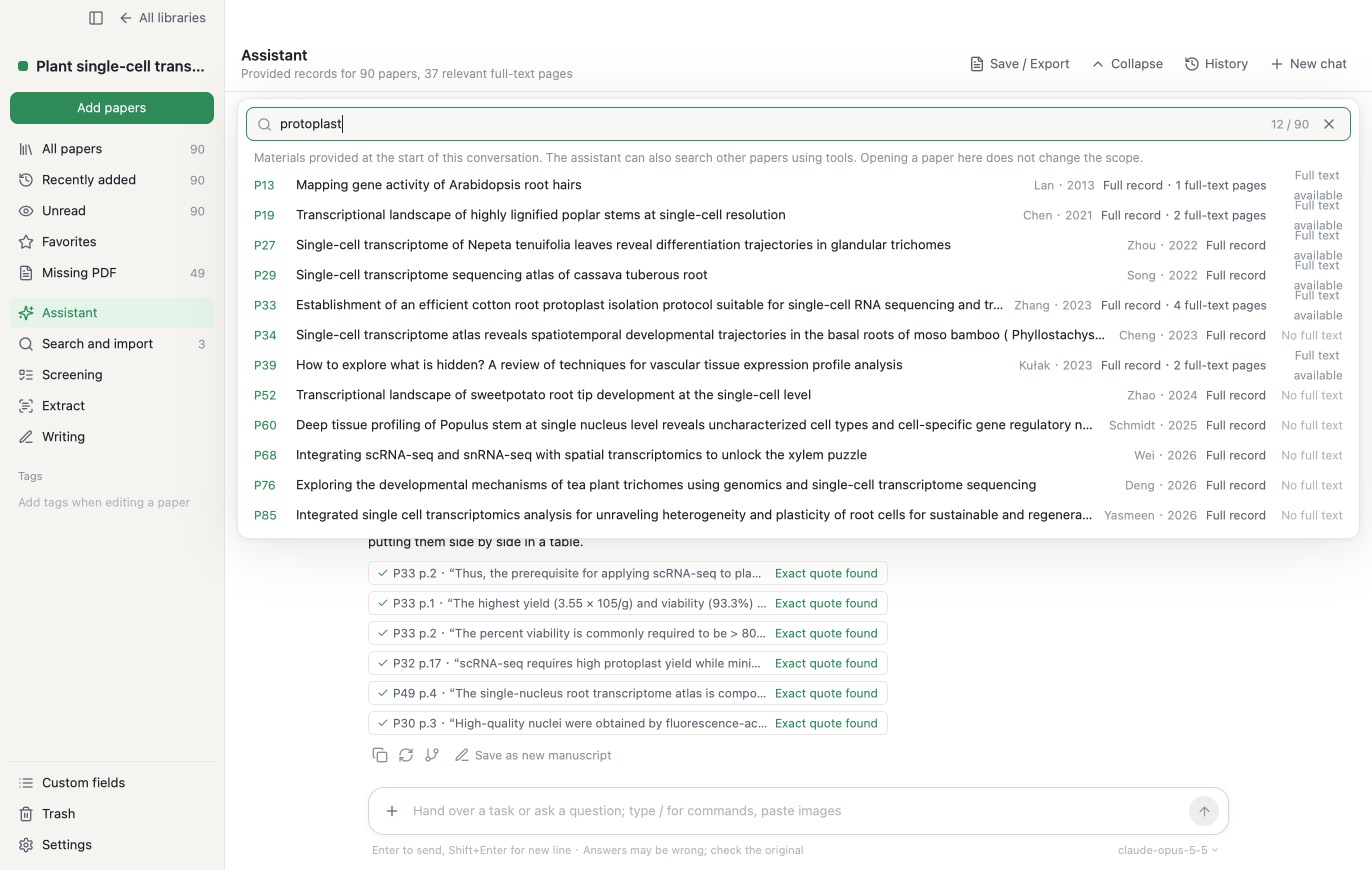 All libraries
Plant single-cell trans...
Add papers
All papers 90
Recently added 90
Unread 90
Favorites
Missing PDF 49
Assistant
Search and import 3
Screening
Extract
Writing
Tags
Add tags when editing a paper
Custom fields
Trash
Settings
Assistant
Provided records for 90 papers, 37 relevant full-text pages
Save / Export Collapse History New chat
protoplast 12 / 90
Materials provided at the start of this conversation. The assistant can also search other papers using tools. Opening a paper here does not change the scope.
P13 Mapping gene activity of Arabidopsis root hairs Lan · 2013 Full record · 1 full-text pages Full text available
P19 Transcriptional landscape of highly lignified poplar stems at single-cell resolution Chen · 2021 Full record · 2 full-text pages Full text available
P27 Single-cell transcriptome of Nepeta tenuifolia leaves reveal differentiation trajectories in glandular trichomes Zhou · 2022 Full record Full text available
P29 Single-cell transcriptome sequencing atlas of cassava tuberous root Song · 2022 Full record Full text available
P33 Establishment of an efficient cotton root protoplast isolation protocol suitable for single-cell RNA sequencing and tr... Zhang · 2023 Full record · 4 full-text pages Full text available
P34 Single-cell transcriptome atlas reveals spatiotemporal developmental trajectories in the basal roots of moso bamboo ( Phyllostachys... Cheng · 2023 Full record No full text
P39 How to explore what is hidden? A review of techniques for vascular tissue expression profile analysis Kułak · 2023 Full record · 2 full-text pages Full text available
P52 Transcriptional landscape of sweetpotato root tip development at the single-cell level Zhao · 2024 Full record No full text
P60 Deep tissue profiling of Populus stem at single nucleus level reveals uncharacterized cell types and cell-specific gene regulatory n... Schmidt · 2025 Full record No full text
P68 Integrating scRNA-seq and snRNA-seq with spatial transcriptomics to unlock the xylem puzzle Wei · 2026 Full record No full text
P76 Exploring the developmental mechanisms of tea plant trichomes using genomics and single-cell transcriptome sequencing Deng · 2026 Full record No full text
P85 Integrated single cell transcriptomics analysis for unraveling heterogeneity and plasticity of root cells for sustainable and regenera... Yasmeen · 2026 Full record No full text
putting them side by side in a table.
P33 p.2 · “Thus, the prerequisite for applying scRNA-seq to pla... Exact quote found
P33 p.1 · “The highest yield (3.55 × 105/g) and viability (93.3%) ... Exact quote found
P33 p.2 · “The percent viability is commonly required to be > 80... Exact quote found
P32 p.17 · “scRNA-seq requires high protoplast yield while mini... Exact quote found
P49 p.4 · “The single-nucleus root transcriptome atlas is compo... Exact quote found
P30 p.3 · “High-quality nuclei were obtained by fluorescence-ac... Exact quote found
Save as new manuscript
Hand over a task or ask a question; type / for commands, paste images
Enter to send, Shift+Enter for new line · Answers may be wrong; check the original
claude-opus-5-5